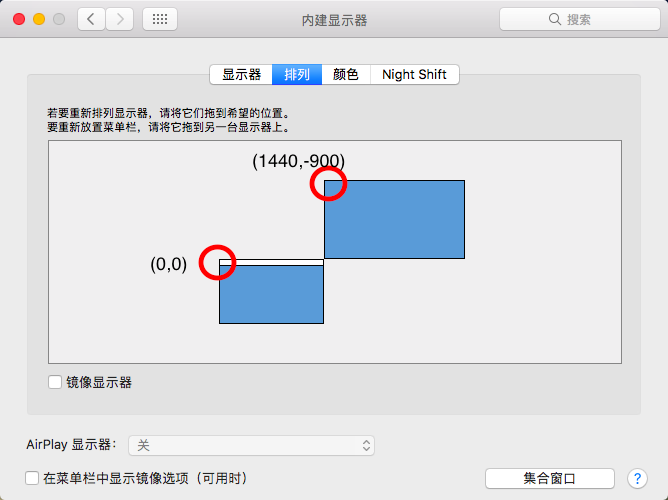 内建显示器
搜索
显示器
排列
颜色
Night Shift
若要重新排列显示器，请将它们拖到希望的位置。
要重新放置菜单栏，请将它拖到另一台显示器上。
(1440,-900)
(0,0)
镜像显示器
AirPlay 显示器：
关
在菜单栏中显示镜像选项（可用时）
集合窗口
?